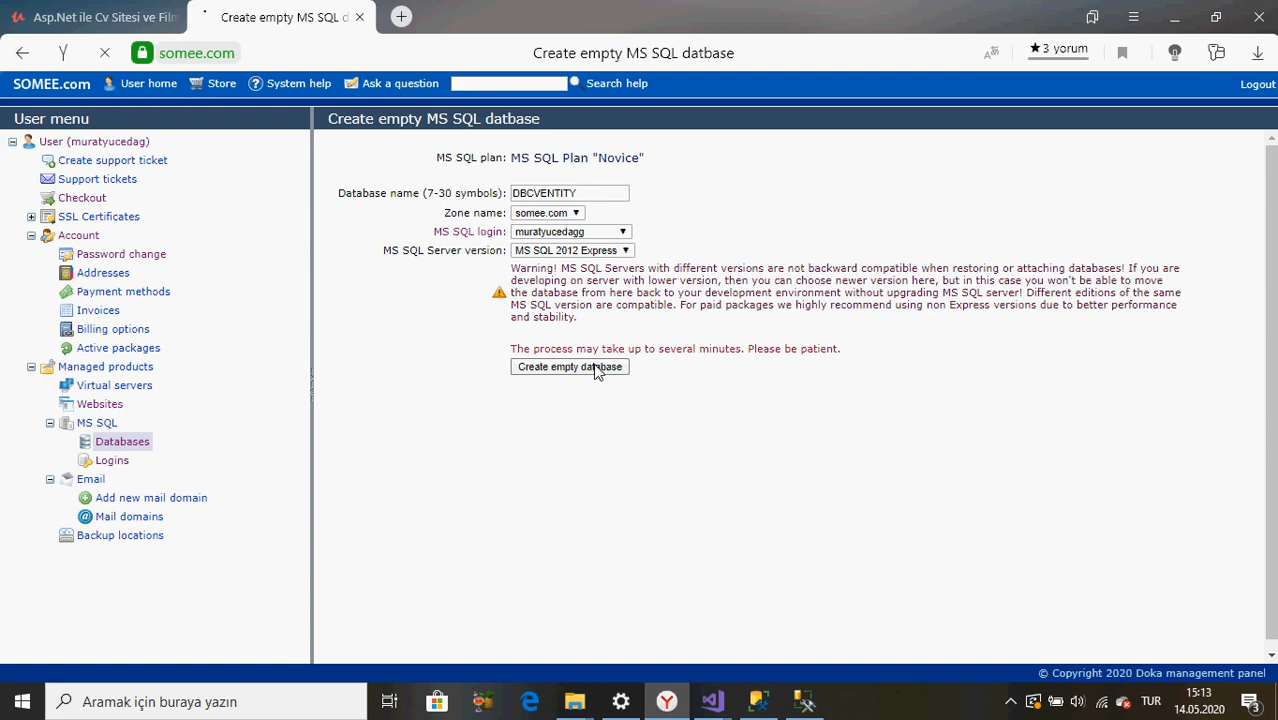 Asp.Net ile Cv Sitesi ve Film
Create empty MS SQL d
somee.com
Create empty MS SQL datbase
3 yorum
SOMEE.com User home Store System help Ask a question Search help Logout
User menu
Create empty MS SQL datbase
User (muratyucedag)
Create support ticket
Support tickets
Checkout
SSL Certificates
Account
Password change
Addresses
Payment methods
Invoices
Billing options
Active packages
Managed products
Virtual servers
Websites
MS SQL
Databases
Logins
Email
Add new mail domain
Mail domains
Backup locations
MS SQL plan: MS SQL Plan "Novice"
Database name (7-30 symbols): DBCVENTITY
Zone name: somee.com
MS SQL login: muratyucedagg
MS SQL Server version: MS SQL 2012 Express
Warning! MS SQL Servers with different versions are not backward compatible when restoring or attaching databases! If you are
developing on server with lower version, then you can choose newer version here, but in this case you won't be able to move
the database from here back to your development environment without upgrading MS SQL server! Different editions of the same
MS SQL version are compatible. For paid packages we highly recommend using non Express versions due to better performance
and stability.
The process may take up to several minutes. Please be patient.
Create empty database
© Copyright 2020 Doka management panel
Aramak için buraya yazın
TUR
15:13
14.05.2020
3